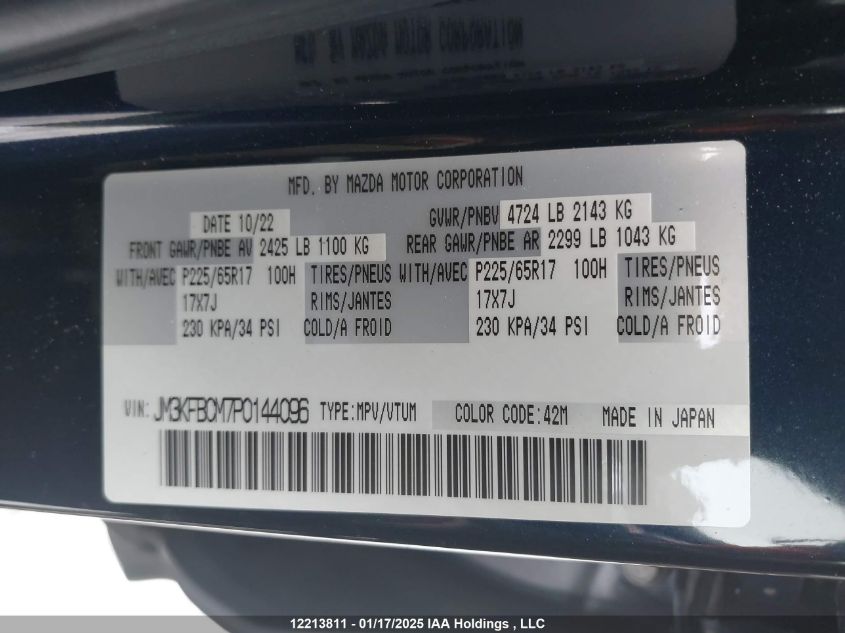 MFD. BY MAZDA MOTOR CORPORATION
DATE 10/22 GVWR/PNBV 4724 LB 2143 KG
FRONT GAWR/PNBE AV 2425 LB 1100 KG REAR GAWR/PNBE AR 2299 LB 1043 KG
WITH/AVEC P225/65R17 100H TIRES/PNEUS WITH/AVEC P225/65R17 100H TIRES/PNEUS
17X7J RIMS/JANTES 17X7J RIMS/JANTES
230 KPA/34 PSI COLD/A FROID 230 KPA/34 PSI COLD/A FROID
VIN: JM3KFBCM7P0144096 TYPE:MPV/VTUM COLOR CODE:42M MADE IN JAPAN
12213811 - 01/17/2025 IAA Holdings , LLC